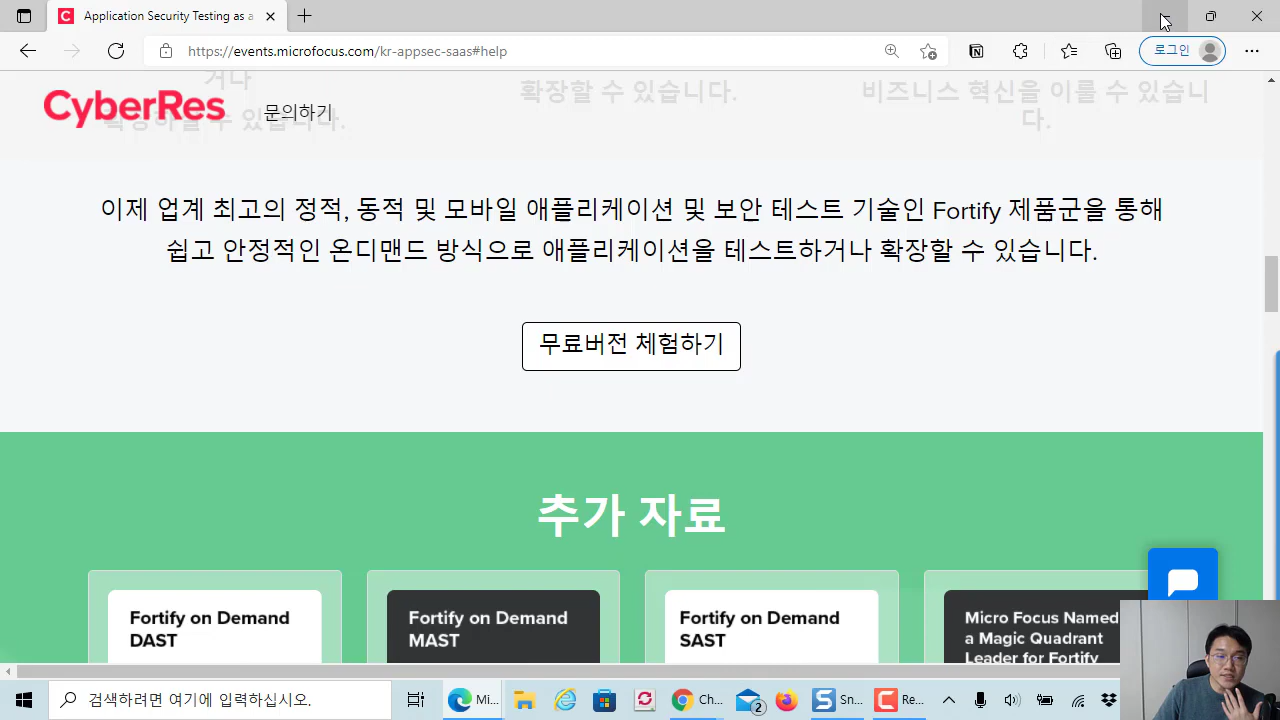 Application Security Testing as a
https://events.microfocus.com/kr-appsec-saas#help
로그인
거나
확장할 수 있습니다.
비즈니스 혁신을 이룰 수 있습니
CyberRes
문의하기
확장하실 수 있습니다.
다.
이제 업계 최고의 정적, 동적 및 모바일 애플리케이션 및 보안 테스트 기술인 Fortify 제품군을 통해
쉽고 안정적인 온디맨드 방식으로 애플리케이션을 테스트하거나 확장할 수 있습니다.
무료버전 체험하기
추가 자료
Fortify on Demand
DAST
Fortify on Demand
MAST
Fortify on Demand
SAST
Micro Focus Named
a Magic Quadrant
Leader for Fortify
검색하려면 여기에 입력하십시오.
Mi...
Ch...
2
Sn...
Re...